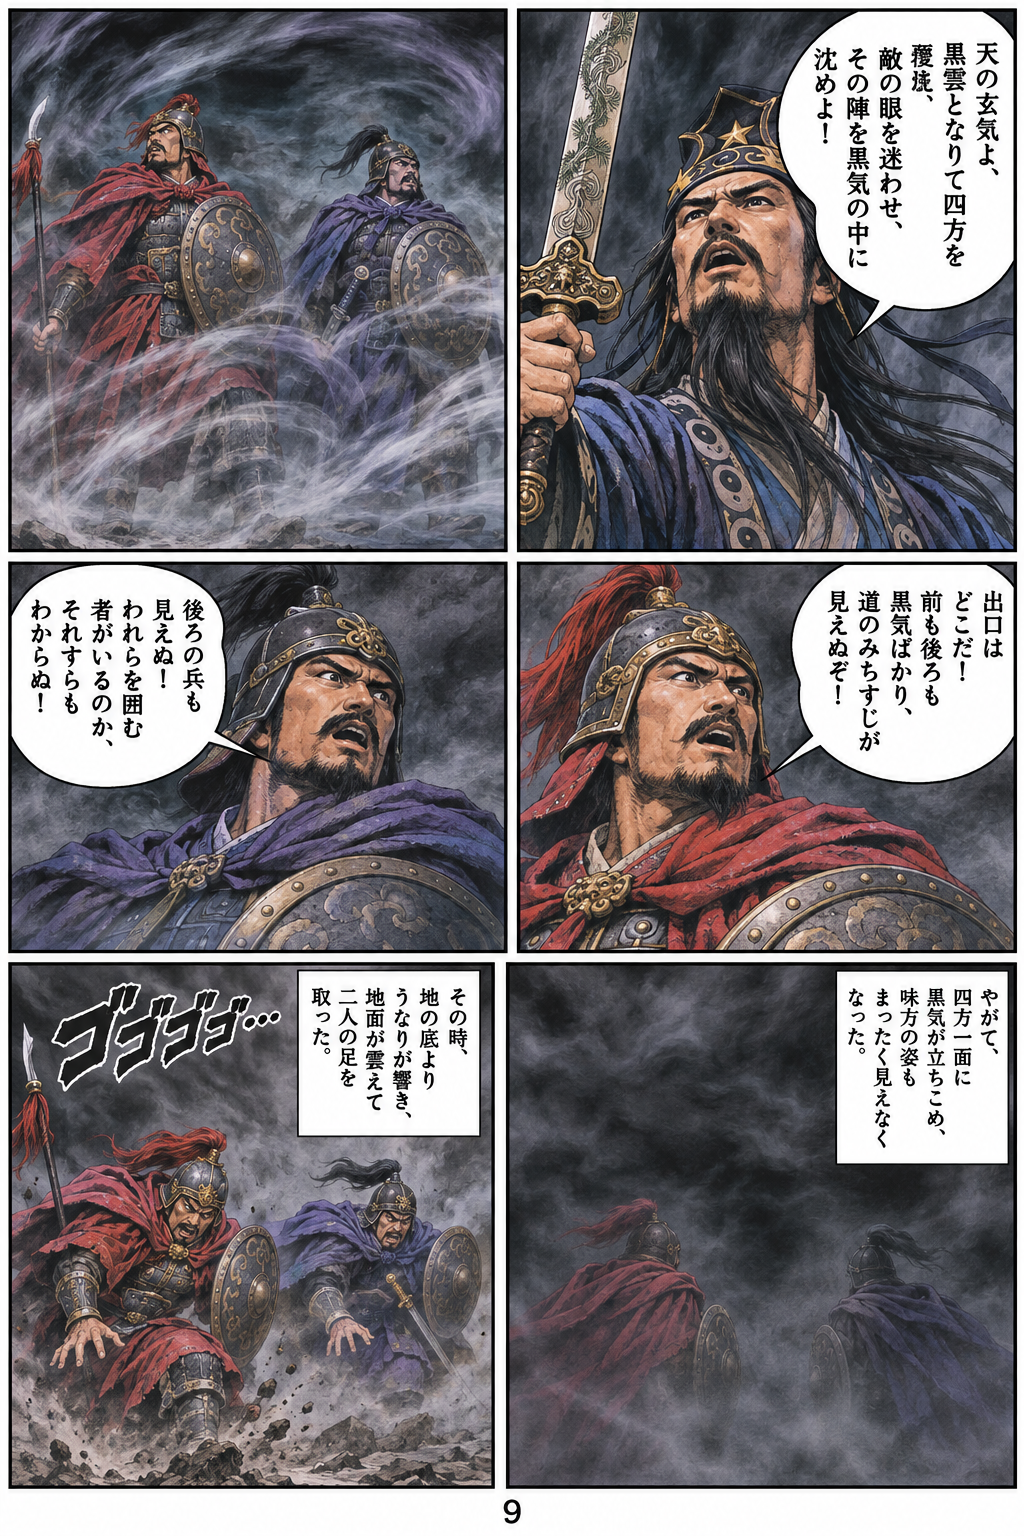 天の玄気よ、
黒雲となりて四方を
敵の眼を迷わせ、
その陣を黒気の中に
沈めよ！
出口は
どこだ！
前も後ろも
黒気ばかり、
道のみちすじが
見えぬぞ！
後ろの兵も
見えぬ！
われらを囲む
者がいるのか、
それすらも
わからぬ！
やがて、
四方一面に
黒気が立ちこめ、
味方の姿も
まったく見えなく
なった。
その時、
地の底より
うなりが響き、
地面が雲えて
二人の足を
取った。
ゴゴゴゴ…
9